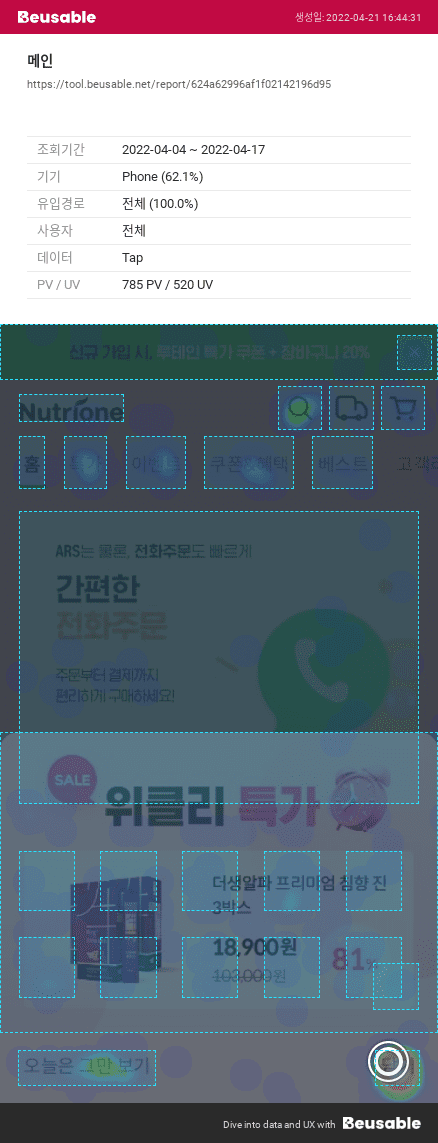 Beusable
생성일: 2022-04-21 16:44:31
메인
https://tool.beusable.net/report/624a62996af1f02142196d95
조회기간 2022-04-04 ~ 2022-04-17
기기 Phone (62.1%)
유입경로 전체 (100.0%)
사용자 전체
데이터 Tap
PV / UV 785 PV / 520 UV
신규 가입 시, 루테인 특가 쿠폰 + 장바구니 20%
Nutrione
홈 특가 이벤트 쿠폰/혜택 베스트 고객
ARS는 물론, 전화주문도 빠르게
간편한
전화주문
주문부터 결제까지
편리하게 구매하세요!
SALE
위클리 특가
더생알파 프리미엄 침향 진
3박스
18,900원
81%
103,000원
오늘은 그만 보기
Dive into data and UX with Beusable